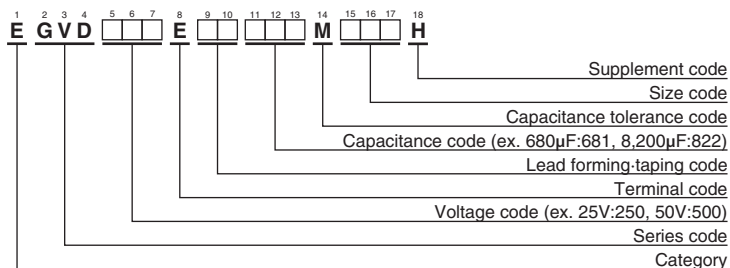 1 2 3 4 5 6 7 8 9 10 11 12 13 14 15 16 17 18
E GVD E M H
Supplement code
Size code
Capacitance tolerance code
Capacitance code (ex. 680μF:681, 8,200μF:822)
Lead forming·taping code
Terminal code
Voltage code (ex. 25V:250, 50V:500)
Series code
Category